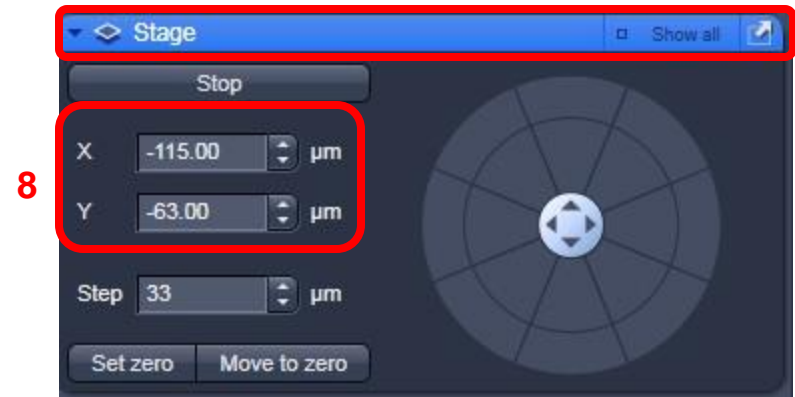 Stage Show all
Stop
X -115.00 µm
8
Y -63.00 µm
Step 33 µm
Set zero Move to zero